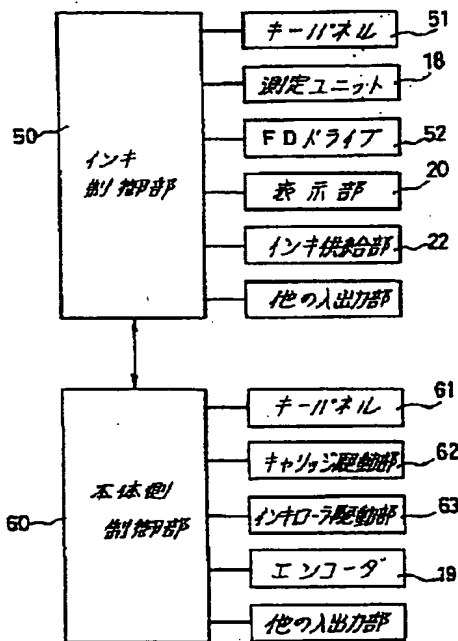 キーパネル 51
測定ユニット 18
50 インキ
制御部
FDドライブ 52
表示部 20
インキ供給部 22
他の入出力部
60 本体側
制御部
キーパネル 61
キャリッジ駆動部 62
インキローラ駆動部 63
エンコーダ 19
他の入出力部